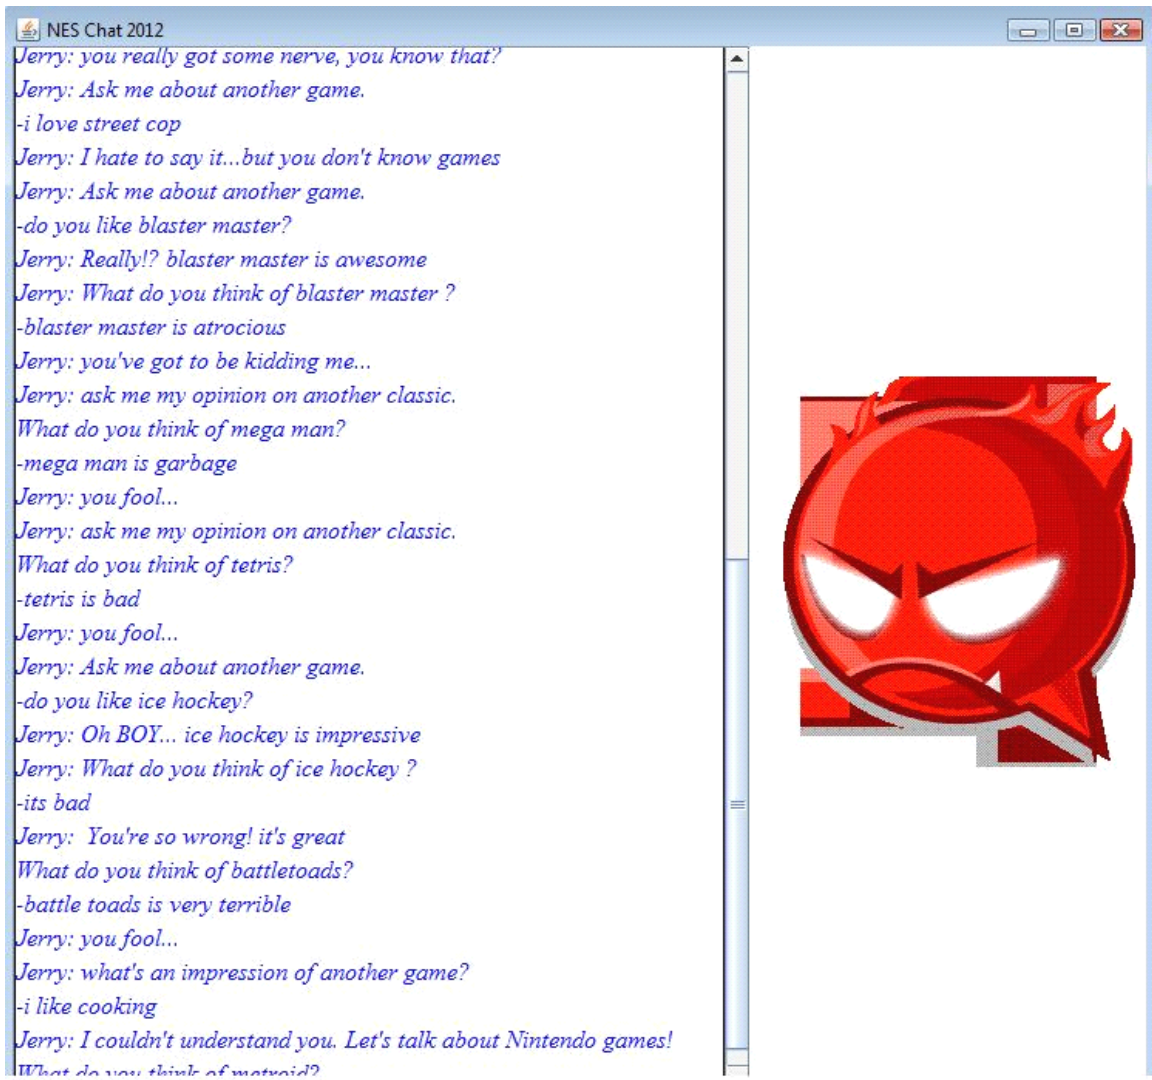 NES Chat 2012
Jerry: you really got some nerve, you know that?
Jerry: Ask me about another game.
-i love street cop
Jerry: I hate to say it...but you don't know games
Jerry: Ask me about another game.
-do you like blaster master?
Jerry: Really!? blaster master is awesome
Jerry: What do you think of blaster master ?
-blaster master is atrocious
Jerry: you've got to be kidding me...
Jerry: ask me my opinion on another classic.
What do you think of mega man?
-mega man is garbage
Jerry: you fool...
Jerry: ask me my opinion on another classic.
What do you think of tetris?
-tetris is bad
Jerry: you fool...
Jerry: Ask me about another game.
-do you like ice hockey?
Jerry: Oh BOY... ice hockey is impressive
Jerry: What do you think of ice hockey ?
-its bad
Jerry:  You're so wrong! it's great
What do you think of battletoads?
-battle toads is very terrible
Jerry: you fool...
Jerry: what's an impression of another game?
-i like cooking
Jerry: I couldn't understand you. Let's talk about Nintendo games!
What do you think of metroid?